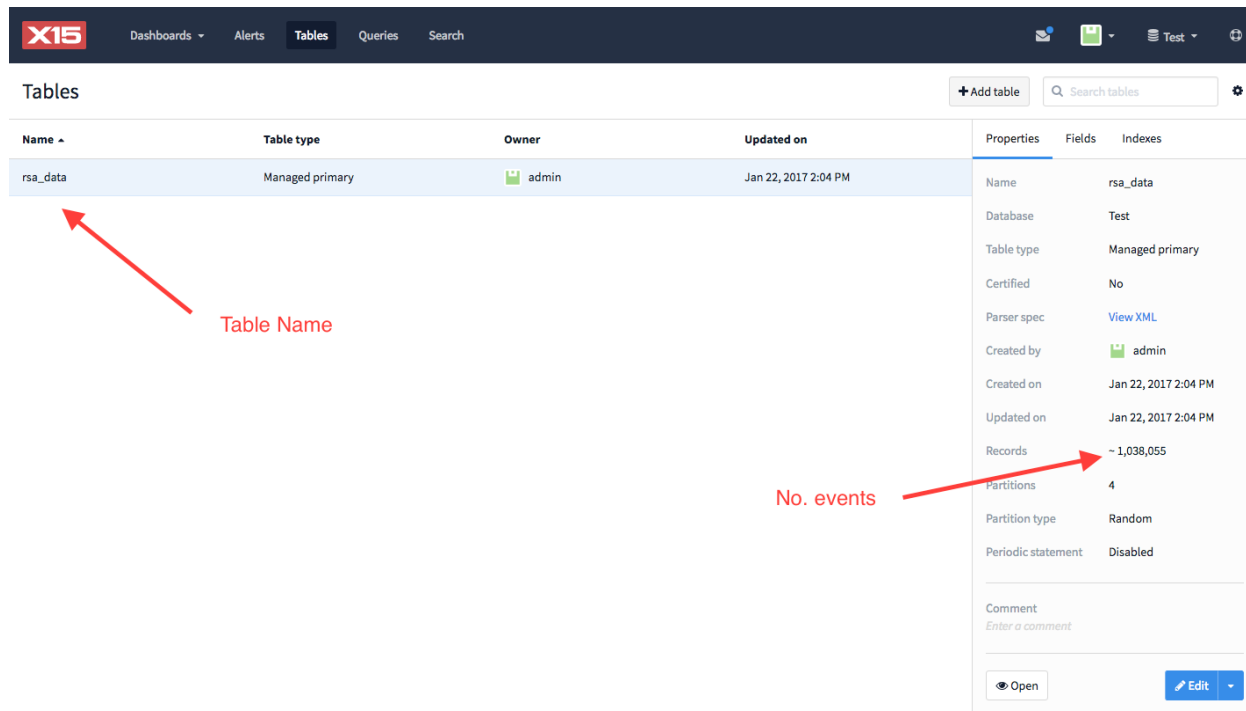 X15 Dashboards Alerts Tables Queries Search Test
Tables
Add table Search tables
Name Table type Owner Updated on
rsa_data Managed primary admin Jan 22, 2017 2:04 PM
Table Name
No. events
Properties Fields Indexes
Name rsa_data
Database Test
Table type Managed primary
Certified No
Parser spec View XML
Created by admin
Created on Jan 22, 2017 2:04 PM
Updated on Jan 22, 2017 2:04 PM
Records ~ 1,038,055
Partitions 4
Partition type Random
Periodic statement Disabled
Comment
Enter a comment
Open Edit